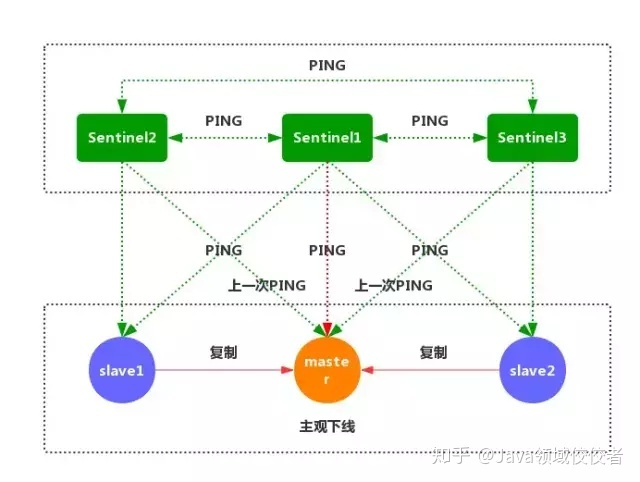 PING
Sentinel2
PING
Sentinel1
PING
Sentinel3
PING
PING
PING
上一次PING
上一次PING
slave1
复制
maste
r
复制
slave2
主观下线
知乎 @Java领域佼佼者